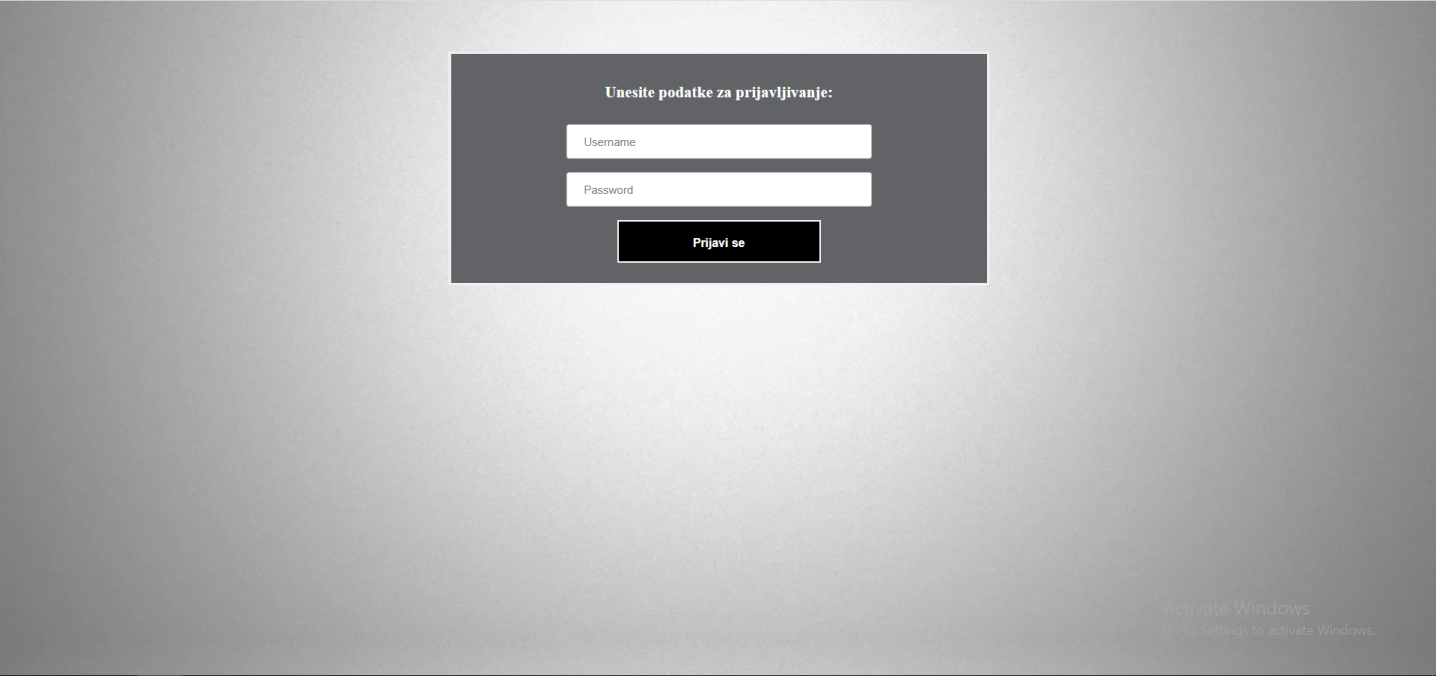 Unesite podatke za prijavljivanje:
Username
Password
Prijavi se
Activate Windows
Go to Settings to activate Windows.